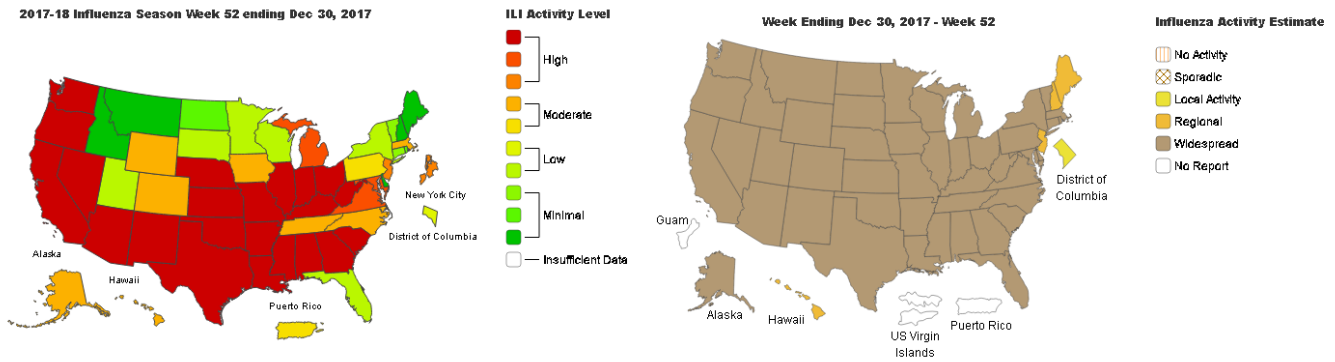 2017-18 Influenza Season Week 52 ending Dec 30, 2017
ILI Activity Level
High
Moderate
Low
Minimal
Insufficient Data
New York City
District of Columbia
Alaska
Hawaii
Puerto Rico
Week Ending Dec 30, 2017 - Week 52
Influenza Activity Estimate
No Activity
Sporadic
Local Activity
Regional
Widespread
No Report
District of
Columbia
Guam
Alaska
Hawaii
US Virgin
Islands
Puerto Rico